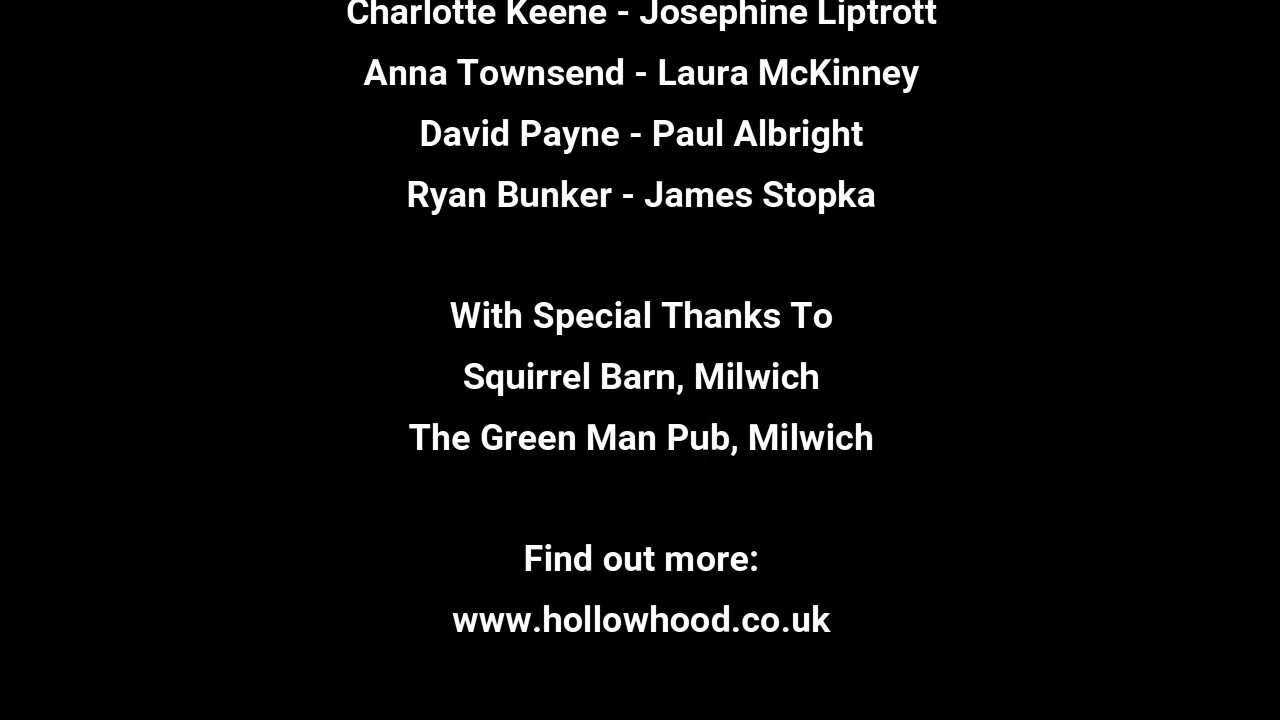 Charlotte Keene - Josephine Liptrott
Anna Townsend - Laura McKinney
David Payne - Paul Albright
Ryan Bunker - James Stopka
With Special Thanks To
Squirrel Barn, Milwich
The Green Man Pub, Milwich
Find out more:
www.hollowhood.co.uk